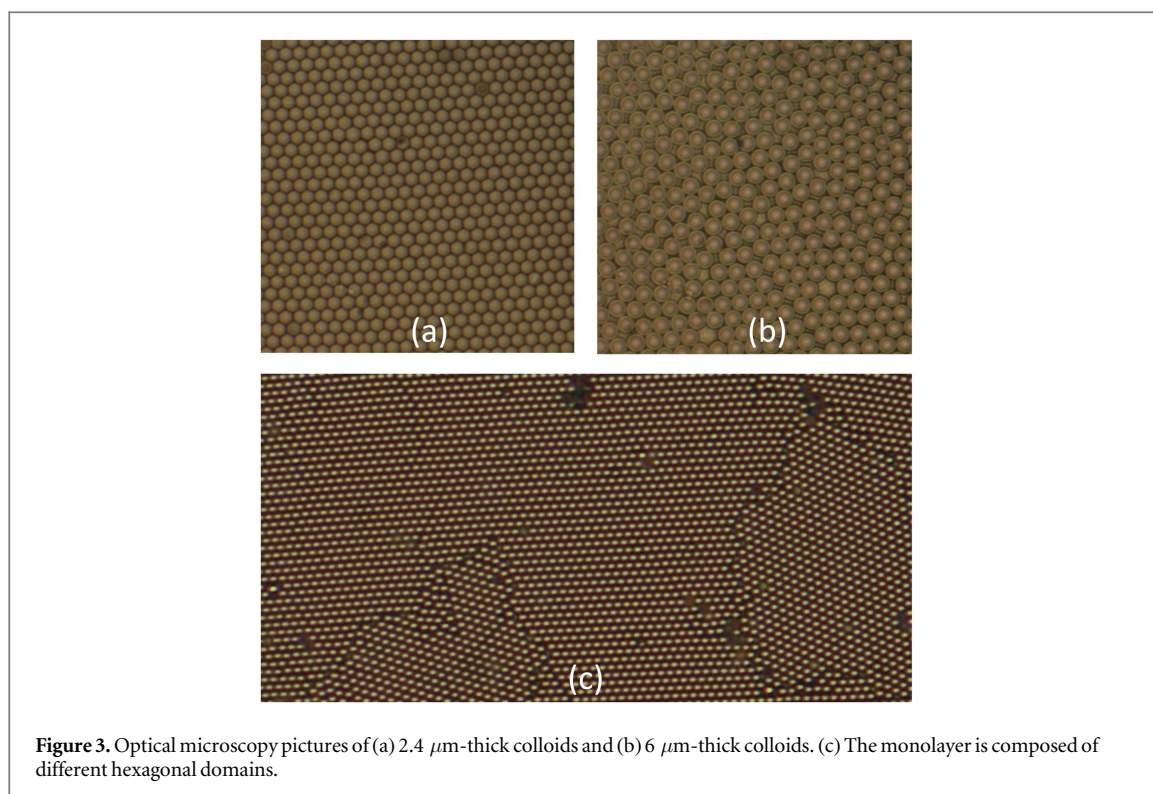 (a)
(b)
(c)
Figure 3. Optical microscopy pictures of (a) 2.4 μm-thick colloids and (b) 6 μm-thick colloids. (c) The monolayer is composed of
different hexagonal domains.